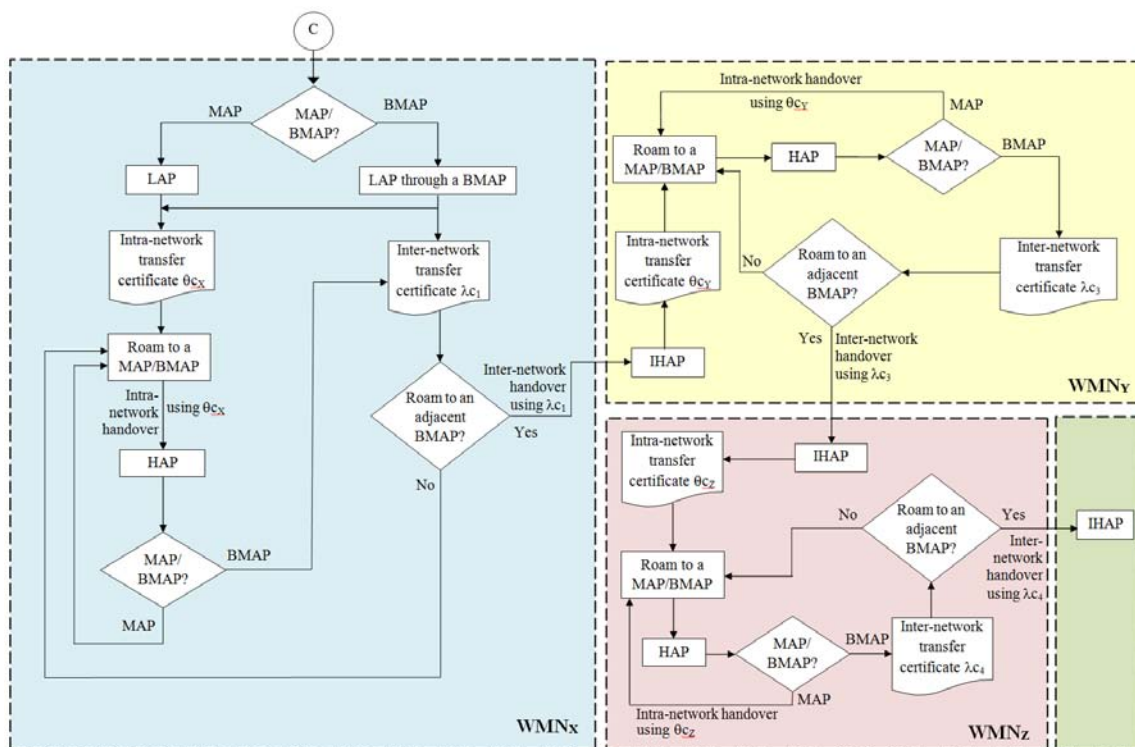 C
MAP/
BMAP?
MAP
BMAP
LAP
LAP through a BMAP
Intra-network
transfer
certificate θcX
Inter-network
transfer
certificate λc1
Roam to a
MAP/BMAP
Intra-
network
handover
using θcX
HAP
MAP/
BMAP?
BMAP
MAP
Roam to an
adjacent
BMAP?
Inter-network
handover
using λc1
Yes
No
WMNX
Intra-network handover
using θcY
MAP
Roam to a
MAP/BMAP
HAP
MAP/
BMAP?
BMAP
Intra-network
transfer
certificate θcY
No
Roam to an
adjacent
BMAP?
Inter-network
transfer
certificate λc3
IHAP
Yes
Inter-network
handover
using λc3
WMNY
Intra-network
transfer
certificate θcZ
IHAP
No
Roam to an
adjacent
BMAP?
Yes
Inter-
network
handover
using λc4
Roam to a
MAP/BMAP
HAP
MAP/
BMAP?
BMAP
Inter-network
transfer
certificate λc4
MAP
Intra-network handover
using θcZ
WMNZ
IHAP